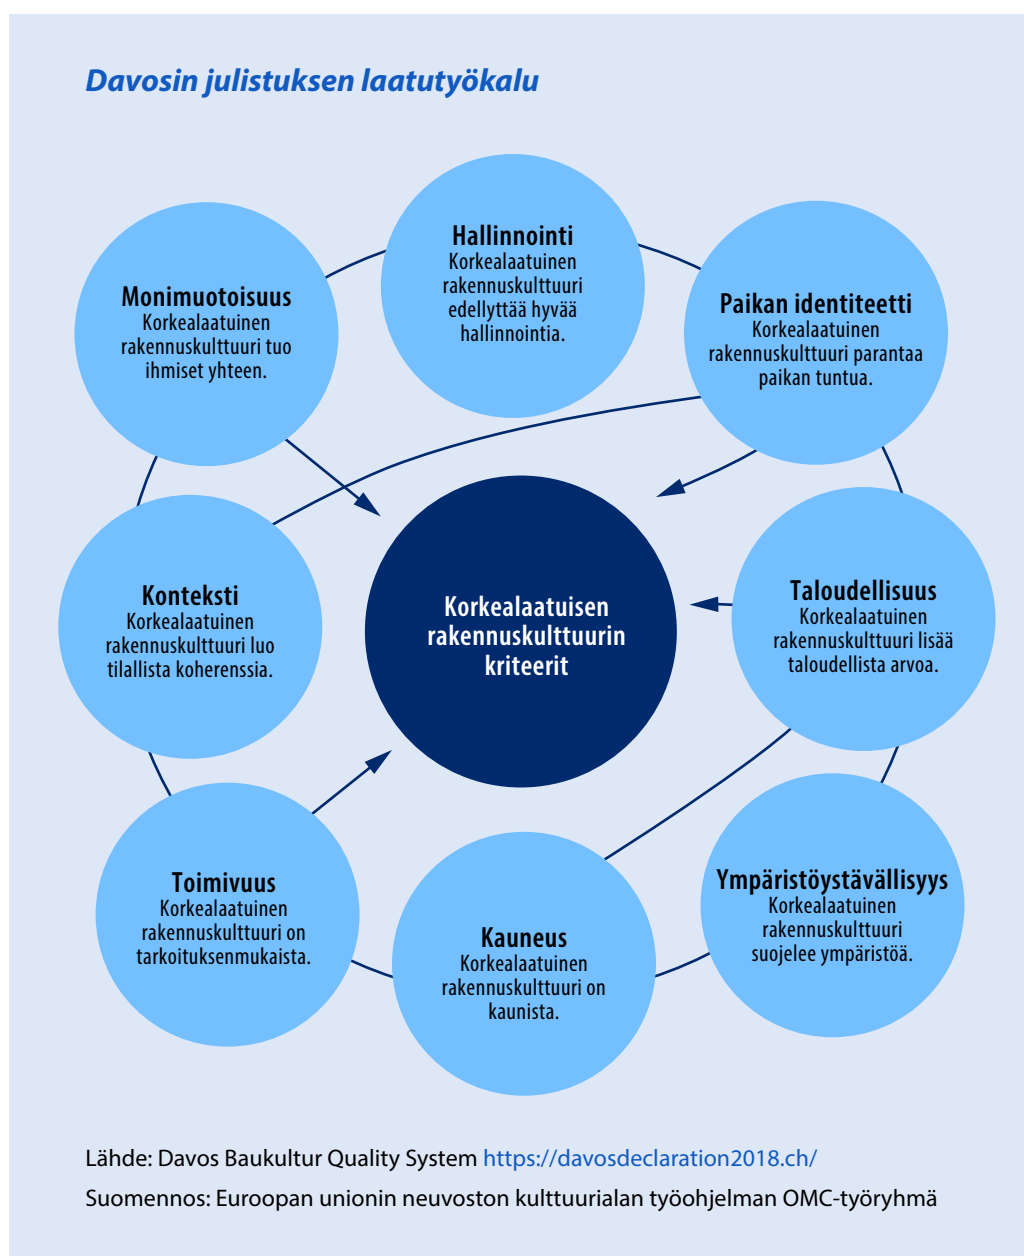 Davosin julistuksen laatutyökalu
Hallinnointi
Korkealaatuinen
rakennuskulttuuri
edellyttää hyvää
hallinnointia.
Monimuotoisuus
Korkealaatuinen
rakennuskulttuuri tuo
ihmiset yhteen.
Paikan identiteetti
Korkealaatuinen
rakennuskulttuuri parantaa
paikan tuntua.
Konteksti
Korkealaatuinen
rakennuskulttuuri luo
tilallista koherenssia.
Korkealaatuisen
rakennuskulttuurin
kriteerit
Taloudellisuus
Korkealaatuinen
rakennuskulttuuri lisää
taloudellista arvoa.
Toimivuus
Korkealaatuinen
rakennuskulttuuri on
tarkoituksenmukaista.
Kauneus
Korkealaatuinen
rakennuskulttuuri on
kaunista.
Ympäristöystävällisyys
Korkealaatuinen
rakennuskulttuuri
suojelee ympäristöä.
Lähde: Davos Baukultur Quality System https://davosdeclaration2018.ch/
Suomennos: Euroopan unionin neuvoston kulttuurialan työohjelman OMC-työryhmä